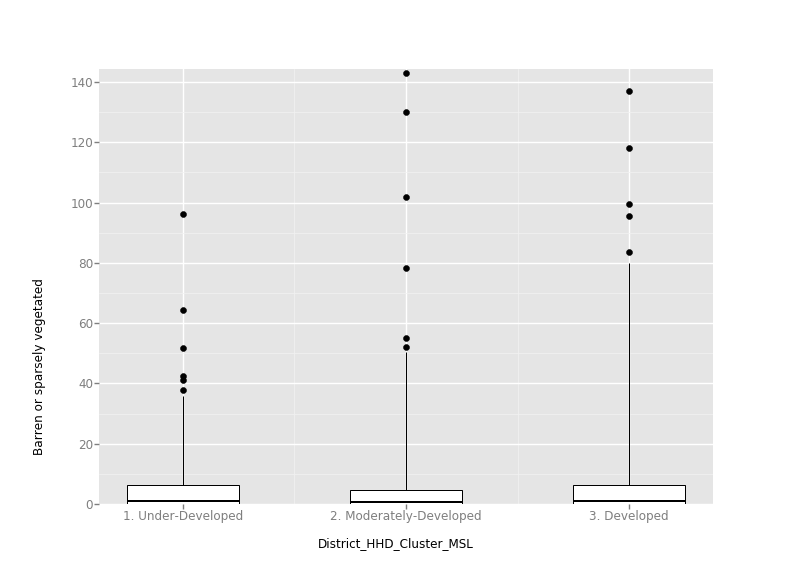 140
120
100
80
60
40
20
0
Barren or sparsely vegetated
1. Under-Developed
2. Moderately-Developed
3. Developed
District_HHD_Cluster_MSL